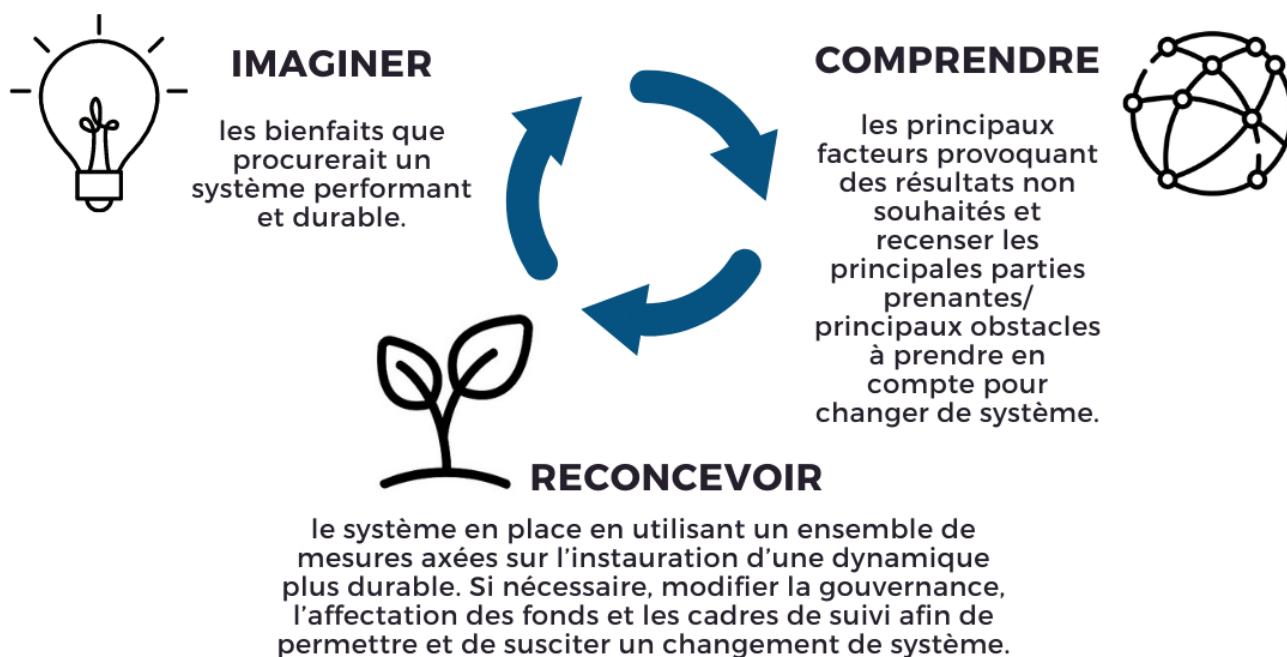 IMAGINER
les bienfaits que
procurerait un
système performant
et durable.
COMPRENDRE
les principaux
facteurs provoquant
des résultats non
souhaités et
recenser les
principales parties
prenantes/
principaux obstacles
à prendre en
compte pour
changer de système.
RECONCEVOIR
le système en place en utilisant un ensemble de
mesures axées sur l’instauration d’une dynamique
plus durable. Si nécessaire, modifier la gouvernance,
l’affectation des fonds et les cadres de suivi afin de
permettre et de susciter un changement de système.